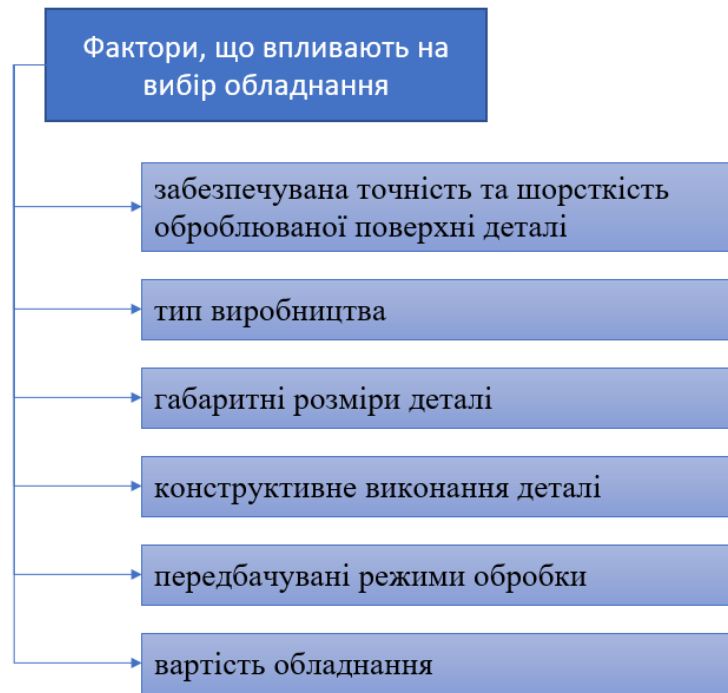 Фактори, що впливають на
вибір обладнання
забезпечувана точність та шорсткість
оброблюваної поверхні деталі
тип виробництва
габаритні розміри деталі
конструктивне виконання деталі
передбачувані режими обробки
вартість обладнання